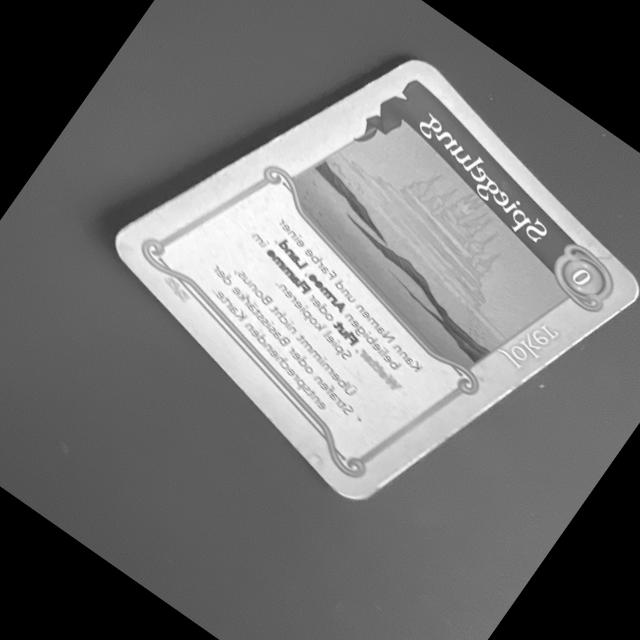 0
Spiegelung
Joker
Kann Namen und Farbe einer
beliebigen Armee, Land,
Wetter, Flut oder Flamme im
Spiel kopieren.
Übernimmt nicht Bonus,
Strafe oder Basisstärke der
entsprechenden Karte.